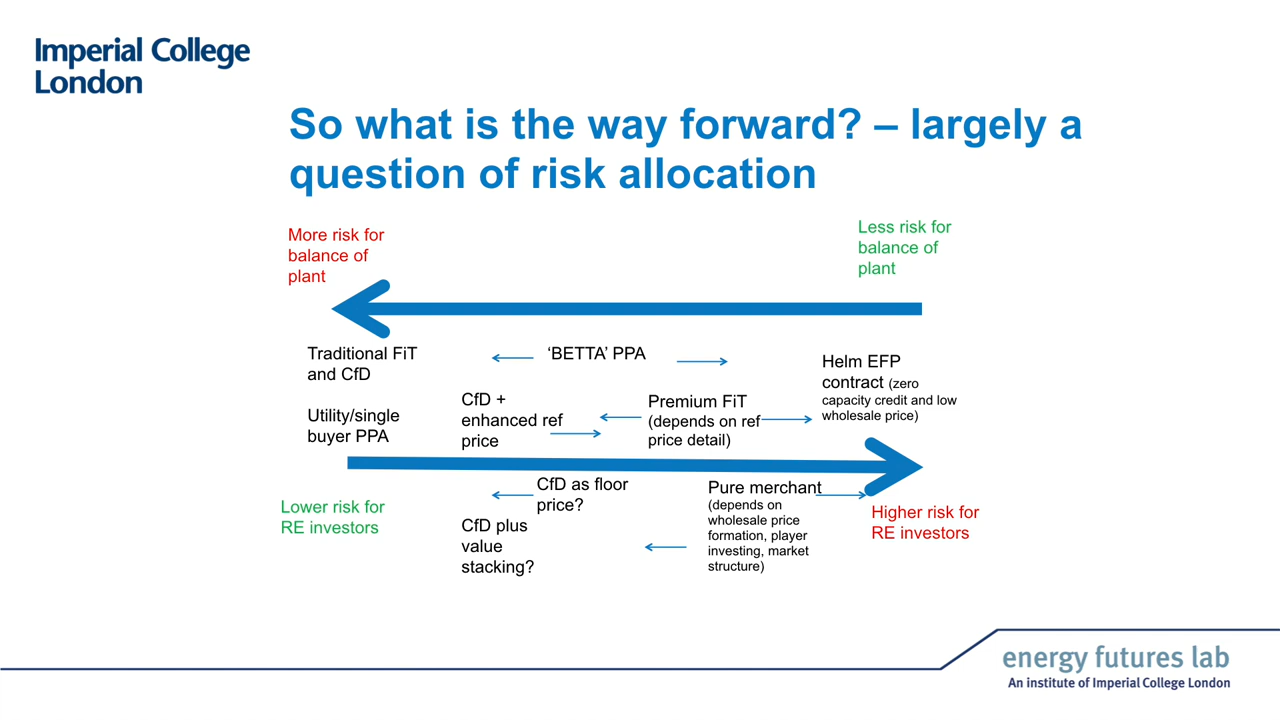 Imperial College
London
So what is the way forward? – largely a
question of risk allocation
More risk for
balance of
plant
Less risk for
balance of
plant
Traditional FiT
and CfD
‘BETTA’ PPA
Helm EFP
contract (zero
capacity credit and low
wholesale price)
Utility/single
buyer PPA
CfD +
enhanced ref
price
Premium FiT
(depends on ref
price detail)
Lower risk for
RE investors
CfD as floor
price?
CfD plus
value
stacking?
Pure merchant
(depends on
wholesale price
formation, player
investing, market
structure)
Higher risk for
RE investors
energy futures lab
An institute of Imperial College London